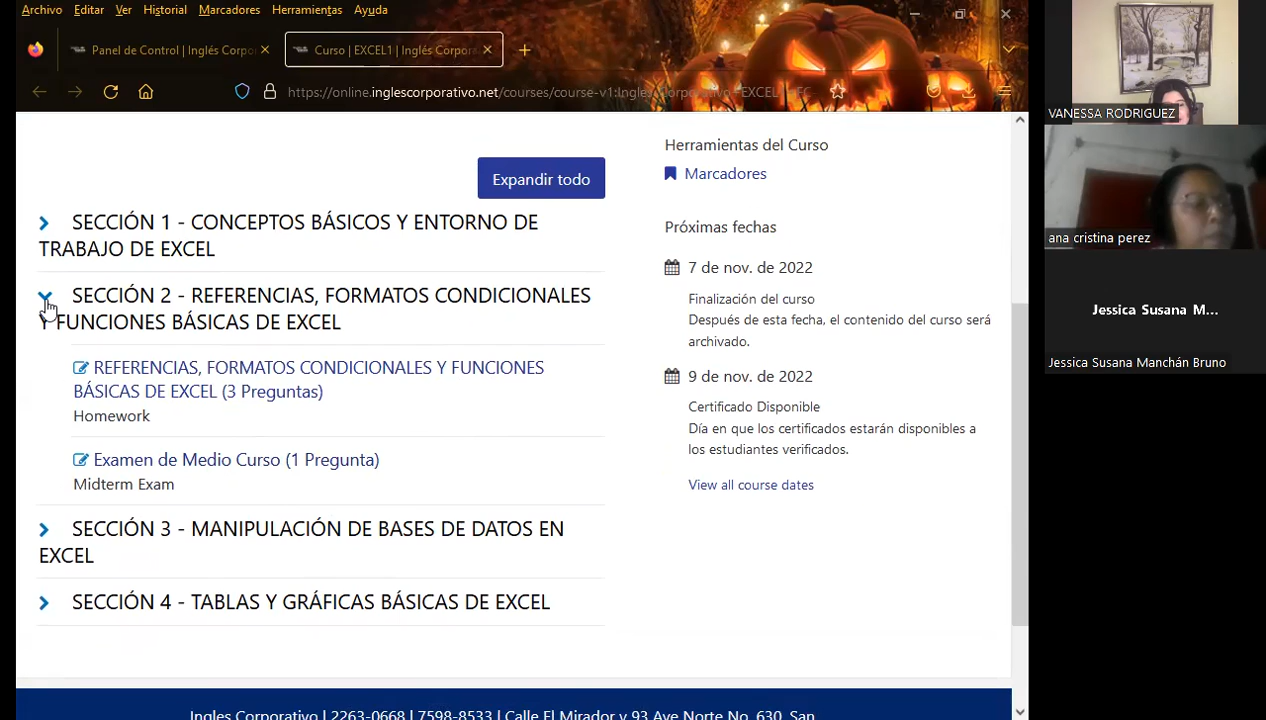 Archivo Editar Ver Historial Marcadores Herramientas Ayuda
Panel de Control | Inglés Corpo
Curso | EXCEL1 | Inglés Corpor
https://online.inglescorporativo.net/courses/course-v1:Ingles
Herramientas del Curso
Marcadores
Expandir todo
SECCIÓN 1 - CONCEPTOS BÁSICOS Y ENTORNO DE
TRABAJO DE EXCEL
SECCIÓN 2 - REFERENCIAS, FORMATOS CONDICIONALES
Y FUNCIONES BÁSICAS DE EXCEL
REFERENCIAS, FORMATOS CONDICIONALES Y FUNCIONES
BÁSICAS DE EXCEL (3 Preguntas)
Homework
Examen de Medio Curso (1 Pregunta)
Midterm Exam
SECCIÓN 3 - MANIPULACIÓN DE BASES DE DATOS EN
EXCEL
SECCIÓN 4 - TABLAS Y GRÁFICAS BÁSICAS DE EXCEL
Próximas fechas
7 de nov. de 2022
Finalización del curso
Después de esta fecha, el contenido del curso será
archivado.
9 de nov. de 2022
Certificado Disponible
Día en que los certificados estarán disponibles a
los estudiantes verificados.
View all course dates
Ingles Corporativo | 2263-0668 | 7598-8533 | Calle El Mirador y 93 Ave Norte No. 630, San
VANESSA RODRIGUEZ
ana cristina perez
Jessica Susana M...
Jessica Susana Manchán Bruno